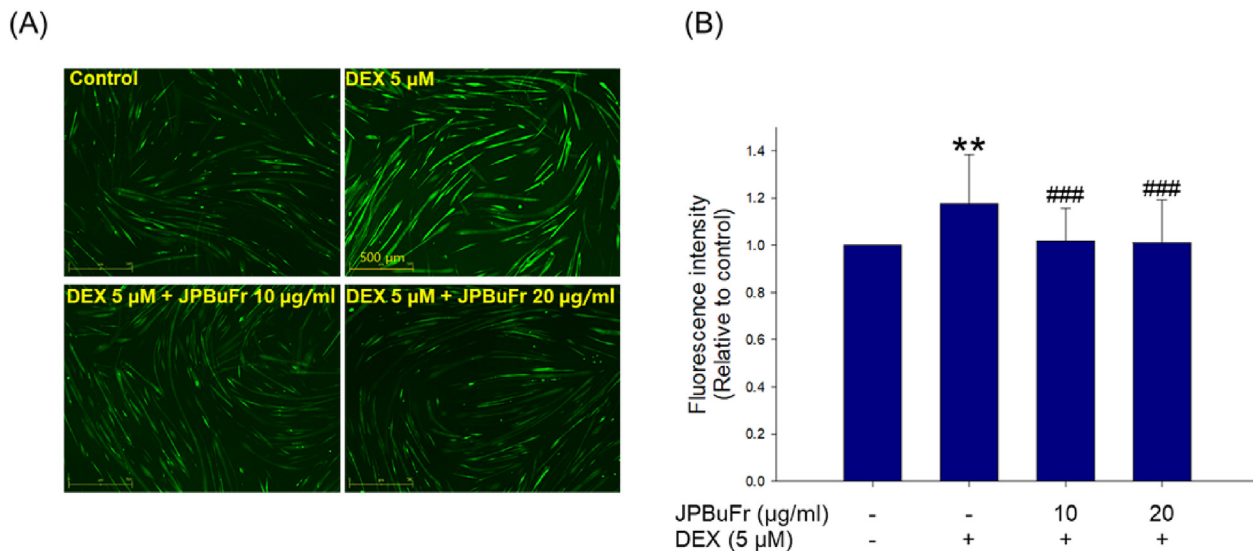 (A)
Control
DEX 5 µM
500 µm
DEX 5 µM + JPBuFr 10 µg/ml
DEX 5 µM + JPBuFr 20 µg/ml
(B)
Fluorescence intensity
(Relative to control)
1.4
1.2
1.0
0.8
0.6
0.4
0.2
0.0
**
###
###
JPBuFr (µg/ml) - - 10 20
DEX (5 µM) - + + +